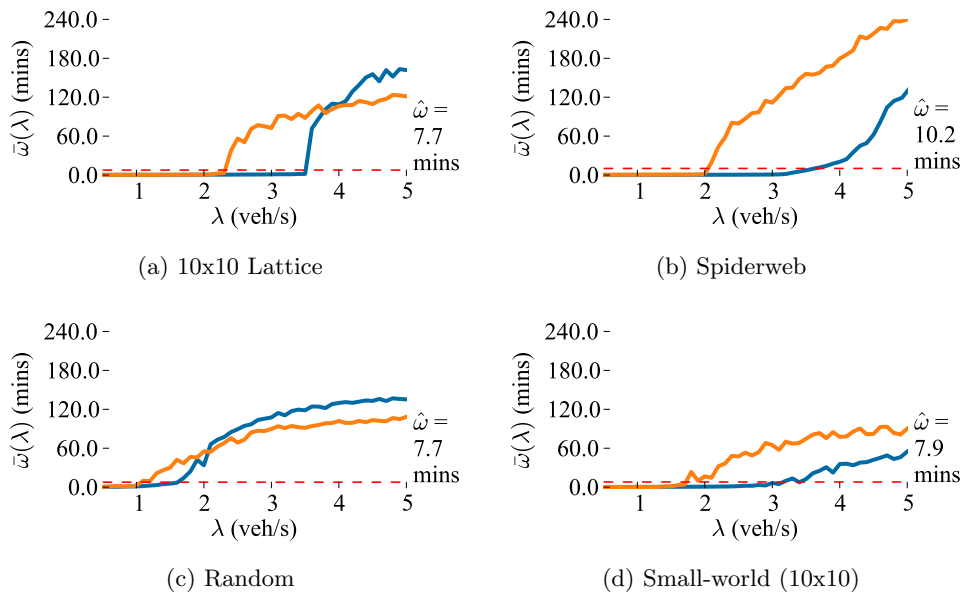 240.0
180.0
120.0
60.0
0.0
ω̄(λ) (mins)
1 2 3 4 5
λ (veh/s)
ω̂ =
7.7
mins
(a) 10x10 Lattice
240.0
180.0
120.0
60.0
0.0
ω̄(λ) (mins)
1 2 3 4 5
λ (veh/s)
ω̂ =
10.2
mins
(b) Spiderweb
240.0
180.0
120.0
60.0
0.0
ω̄(λ) (mins)
1 2 3 4 5
λ (veh/s)
ω̂ =
7.7
mins
(c) Random
240.0
180.0
120.0
60.0
0.0
ω̄(λ) (mins)
1 2 3 4 5
λ (veh/s)
ω̂ =
7.9
mins
(d) Small-world (10x10)